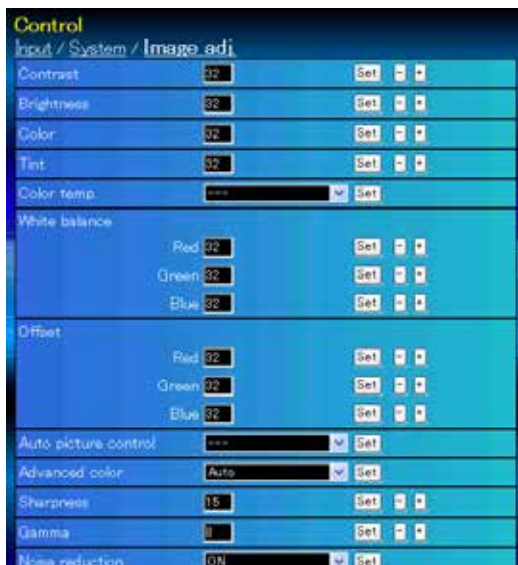 Control
Input / System / Image adj
Contrast 32 Set - +
Brightness 32 Set - +
Color 32 Set - +
Tint 32 Set - +
Color temp. --- Set
White balance
Red 32 Set - +
Green 32 Set - +
Blue 32 Set - +
Offset
Red 32 Set - +
Green 32 Set - +
Blue 32 Set - +
Auto picture control --- Set
Advanced color Auto Set
Sharpness 15 Set - +
Gamma Set - +
Noise reduction ON Set